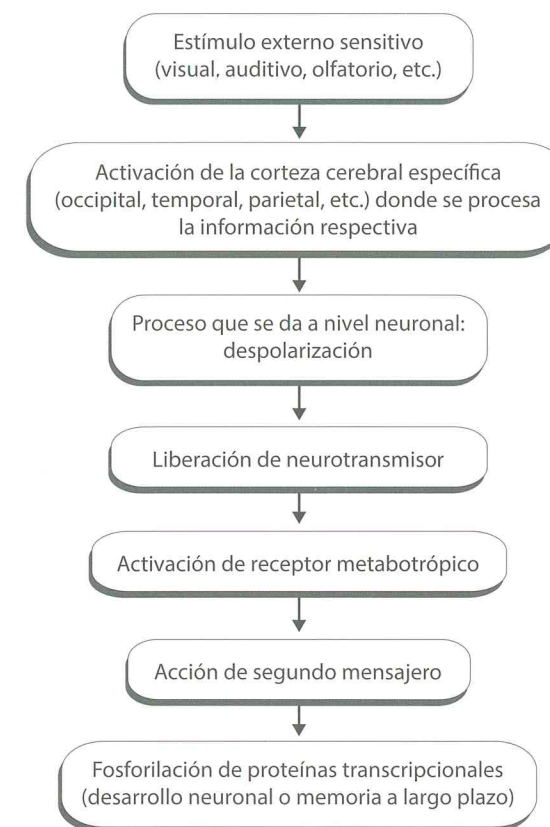 Estímulo externo sensitivo
(visual, auditivo, olfatorio, etc.)
Activación de la corteza cerebral específica
(occipital, temporal, parietal, etc.) donde se procesa
la información respectiva
Proceso que se da a nivel neuronal:
despolarización
Liberación de neurotransmisor
Activación de receptor metabotrópico
Acción de segundo mensajero
Fosforilación de proteínas transcripcionales
(desarrollo neuronal o memoria a largo plazo)